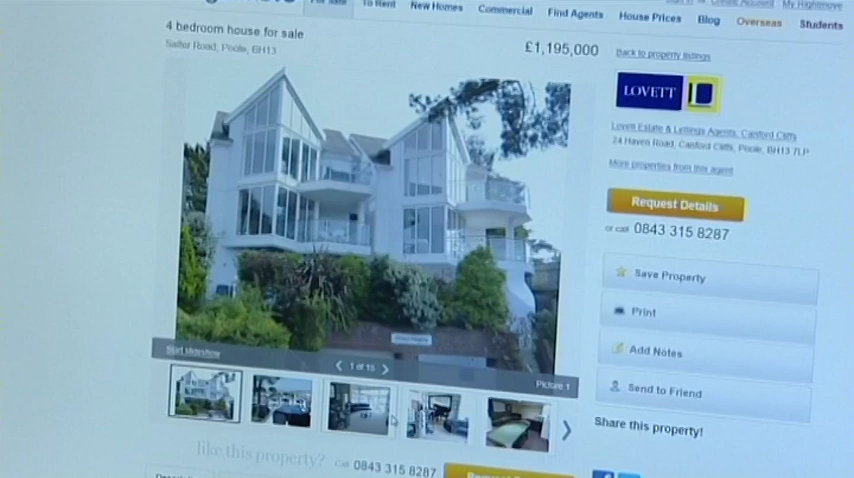 To Rent New Homes Commercial Find Agents House Prices Blog Overseas Students
Create Account My Rightmove
4 bedroom house for sale
Salter Road, Poole, BH13
£1,195,000
Back to property listings
LOVETT
Lovett Estate & Lettings Agents, Canford Cliffs
24 Haven Road, Canford Cliffs, Poole, BH13 7LP
More properties from this agent
Request Details
or call 0843 315 8287
Save Property
Print
Add Notes
Send to Friend
Share this property!
Start slideshow
1 of 15
Picture 1
like this property? Call 0843 315 8287